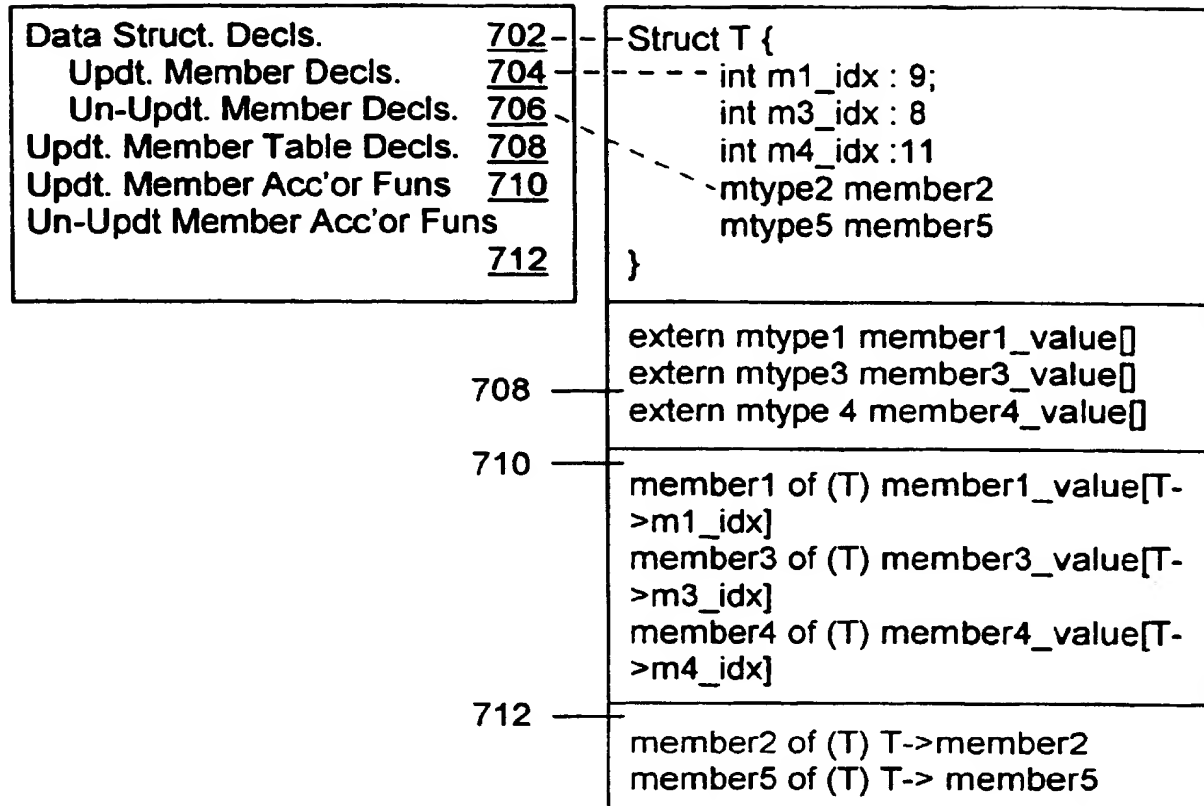 Data Struct. Decls. 702
Updt. Member Decls. 704
Un-Updt. Member Decls. 706
Updt. Member Table Decls. 708
Updt. Member Acc'or Funs 710
Un-Updt Member Acc'or Funs
712
Struct T {
int m1_idx : 9;
int m3_idx : 8
int m4_idx :11
mtype2 member2
mtype5 member5
}
708
extern mtype1 member1_value[]
extern mtype3 member3_value[]
extern mtype 4 member4_value[]
710
member1 of (T) member1_value[T-
>m1_idx]
member3 of (T) member3_value[T-
>m3_idx]
member4 of (T) member4_value[T-
>m4_idx]
712
member2 of (T) T->member2
member5 of (T) T-> member5